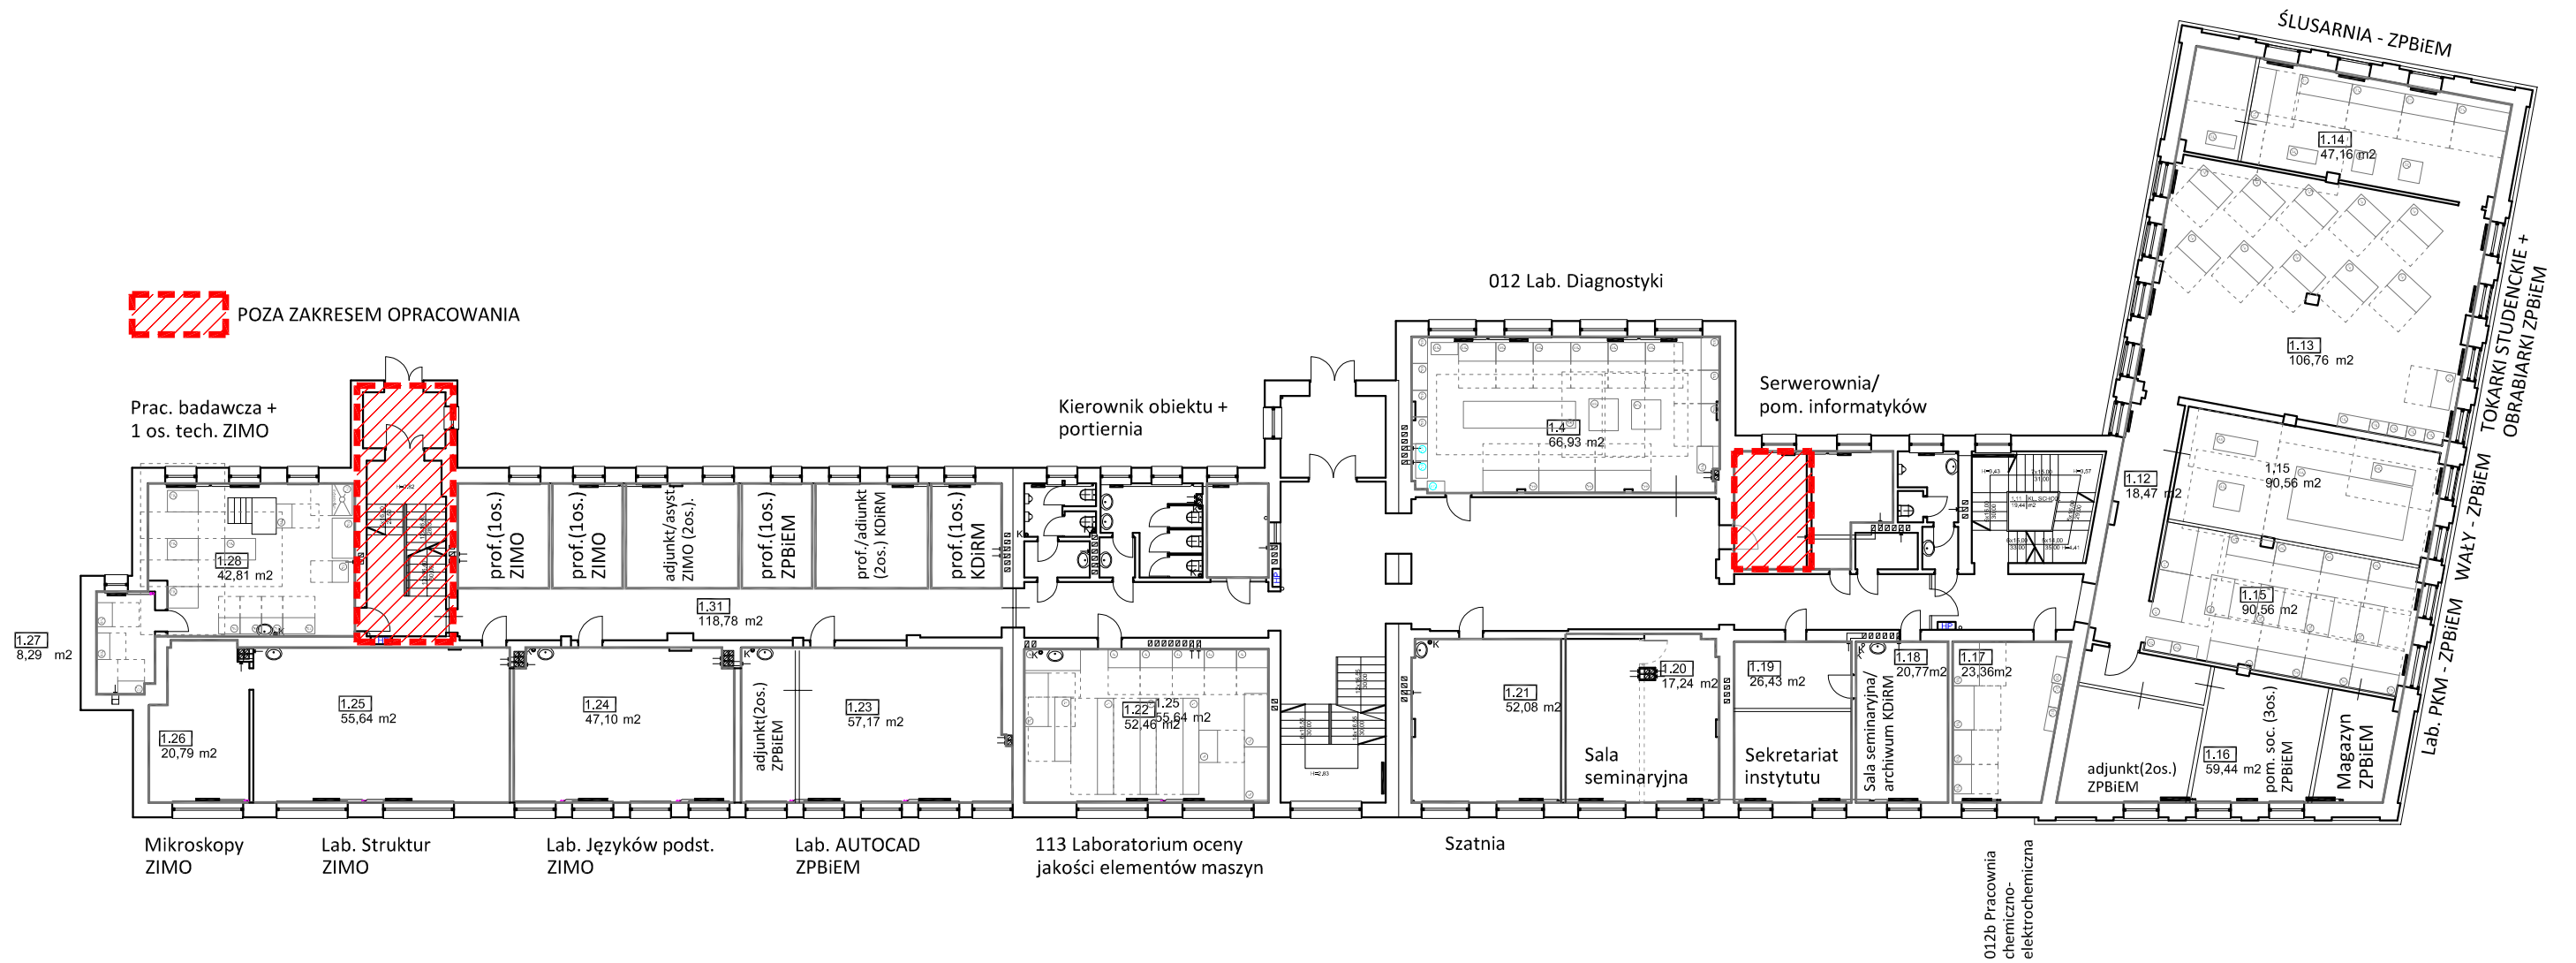 ŚLUSARNIA - ZPBiEM
1.14
47,16 m2
TOKARKI STUDENCKIE +
OBRABIARKI ZPBiEM
WAŁY - ZPBiEM
Lab. PKM - ZPBiEM
1.13
106,76 m2
012 Lab. Diagnostyki
POZA ZAKRESEM OPRACOWANIA
Prac. badawcza +
1 os. tech. ZIMO
Kierownik obiektu +
portiernia
Serwerownia/
pom. informatyków
1.4
66,93 m2
1.12
18,47 m2
1.15
90,56 m2
1.15
90,56 m2
1.28
42,81 m2
prof.(1os.)
ZIMO
prof.(1os.)
ZIMO
adjunkt/asyst.
ZIMO (2os.).
prof.(1os.)
ZPBiEM
prof./adiunkt
(2os.) KDiRM
prof.(1os.)
KDiRM
1.31
118,78 m2
1.27
8,29 m2
1.26
20,79 m2
1.25
55,64 m2
1.24
47,10 m2
adjunkt(2os.)
ZPBiEM
1.23
57,17 m2
1.22
52,46 m2
1.25
55,64 m2
H=2,83
1.21
52,08 m2
1.20
17,24 m2
Sala
seminaryjna
1.19
26,43 m2
Sekretariat
instytutu
1.18
20,77m2
Sala seminaryjna/
archiwum KDiRM
1.17
23,36m2
adjunkt(2os.)
ZPBiEM
1.16
59,44 m2
pom. soc. (3os.)
ZPBiEM
Magazyn
ZPBiEM
Mikroskopy
ZIMO
Lab. Struktur
ZIMO
Lab. Języków podst.
ZIMO
Lab. AUTOCAD
ZPBiEM
113 Laboratorium oceny
jakości elementów maszyn
Szatnia
012b Pracownia
chemiczno-
elektrochemiczna